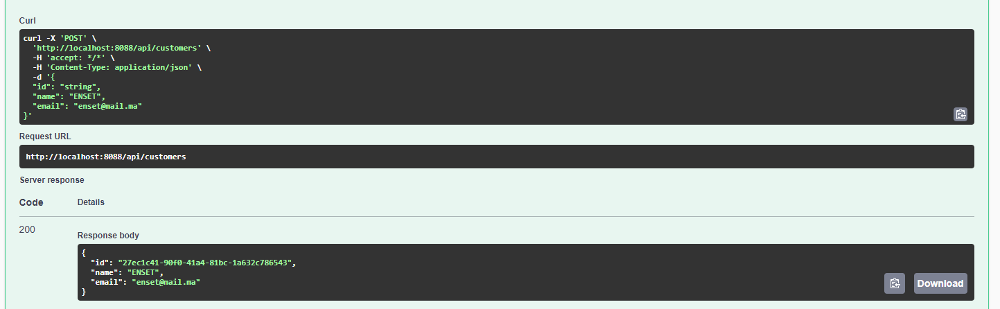 Curl
curl -X 'POST' \
  'http://localhost:8088/api/customers' \
  -H 'accept: */*' \
  -H 'Content-Type: application/json' \
  -d '{
  "id": "string",
  "name": "ENSET",
  "email": "enset@mail.ma"
}'
Request URL
http://localhost:8088/api/customers
Server response
Code Details
200
Response body
{
  "id": "27ec1c41-90f0-41a4-81bc-1a632c786543",
  "name": "ENSET",
  "email": "enset@mail.ma"
}
Download